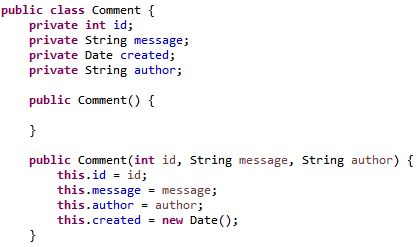 public class Comment {
    private int id;
    private String message;
    private Date created;
    private String author;

    public Comment() {

    }

    public Comment(int id, String message, String author) {
        this.id = id;
        this.message = message;
        this.author = author;
        this.created = new Date();
    }